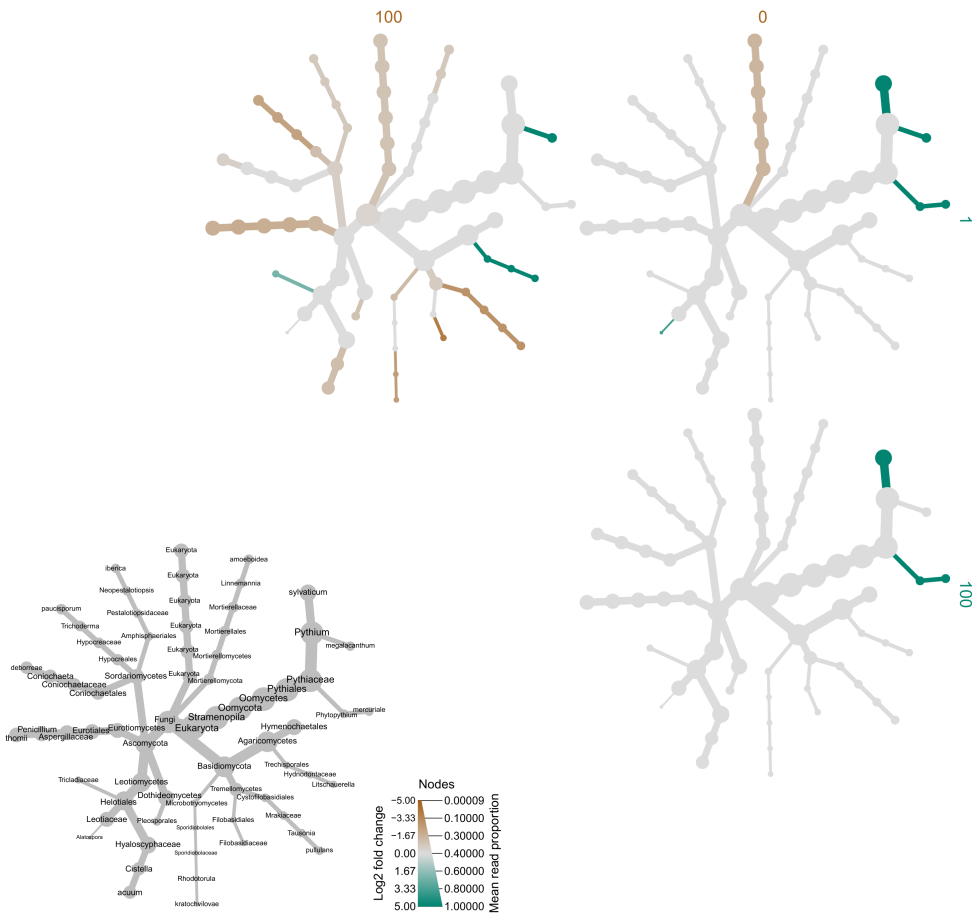 100
0
1
100
Eukaryota
amoeboidea
iberica
Eukaryota
Linnemannia
Neopestalotiopsis
sylvaticum
Eukaryota
Mortierellaceae
paucisporum
Pestalotiopsidaceae
Trichoderma
Eukaryota
Mortierellales
Pythium
Amphisphaeriales
Hypocreaceae
megalacanthum
Eukaryota
Mortierellomycetes
Hypocreales
deborreae
Sordariomycetes
Eukaryota
Mortierellomycota
Pythiaceae
Coniochaeta
Coniochaetaceae
Pythiales
Coniochaetales
Oomycetes
Oomycota
mercuriale
Phytopythium
Stramenopila
Fungi
Eukaryota
Hymenochaetales
Penicillium
Eurotiales
Eurotiomycetes
thomii
Aspergillaceae
Ascomycota
Agaricomycetes
Basidiomycota
Trechisporales
Hydnodontaceae
Litschauerella
Tricladiaceae
Leotiomycetes
Tremellomycetes
Dothideomycetes
Cystofilobasidiales
Helotiales
Microbotryomycetes
Mrakiaceae
Leotiaceae
Pleosporales
Filobasidiales
Sporidiobolales
Tausonia
Alatospora
Filobasidiaceae
Hyaloscyphaceae
pullulans
Sporidiobolaceae
Cistella
Rhodotorula
acuum
kratochvilovae
Nodes
−5.00 0.00009
−3.33 0.10000
−1.67 0.30000
0.00 0.40000
1.67 0.60000
3.33 0.80000
5.00 1.00000
Log2 fold change
Mean read proportion